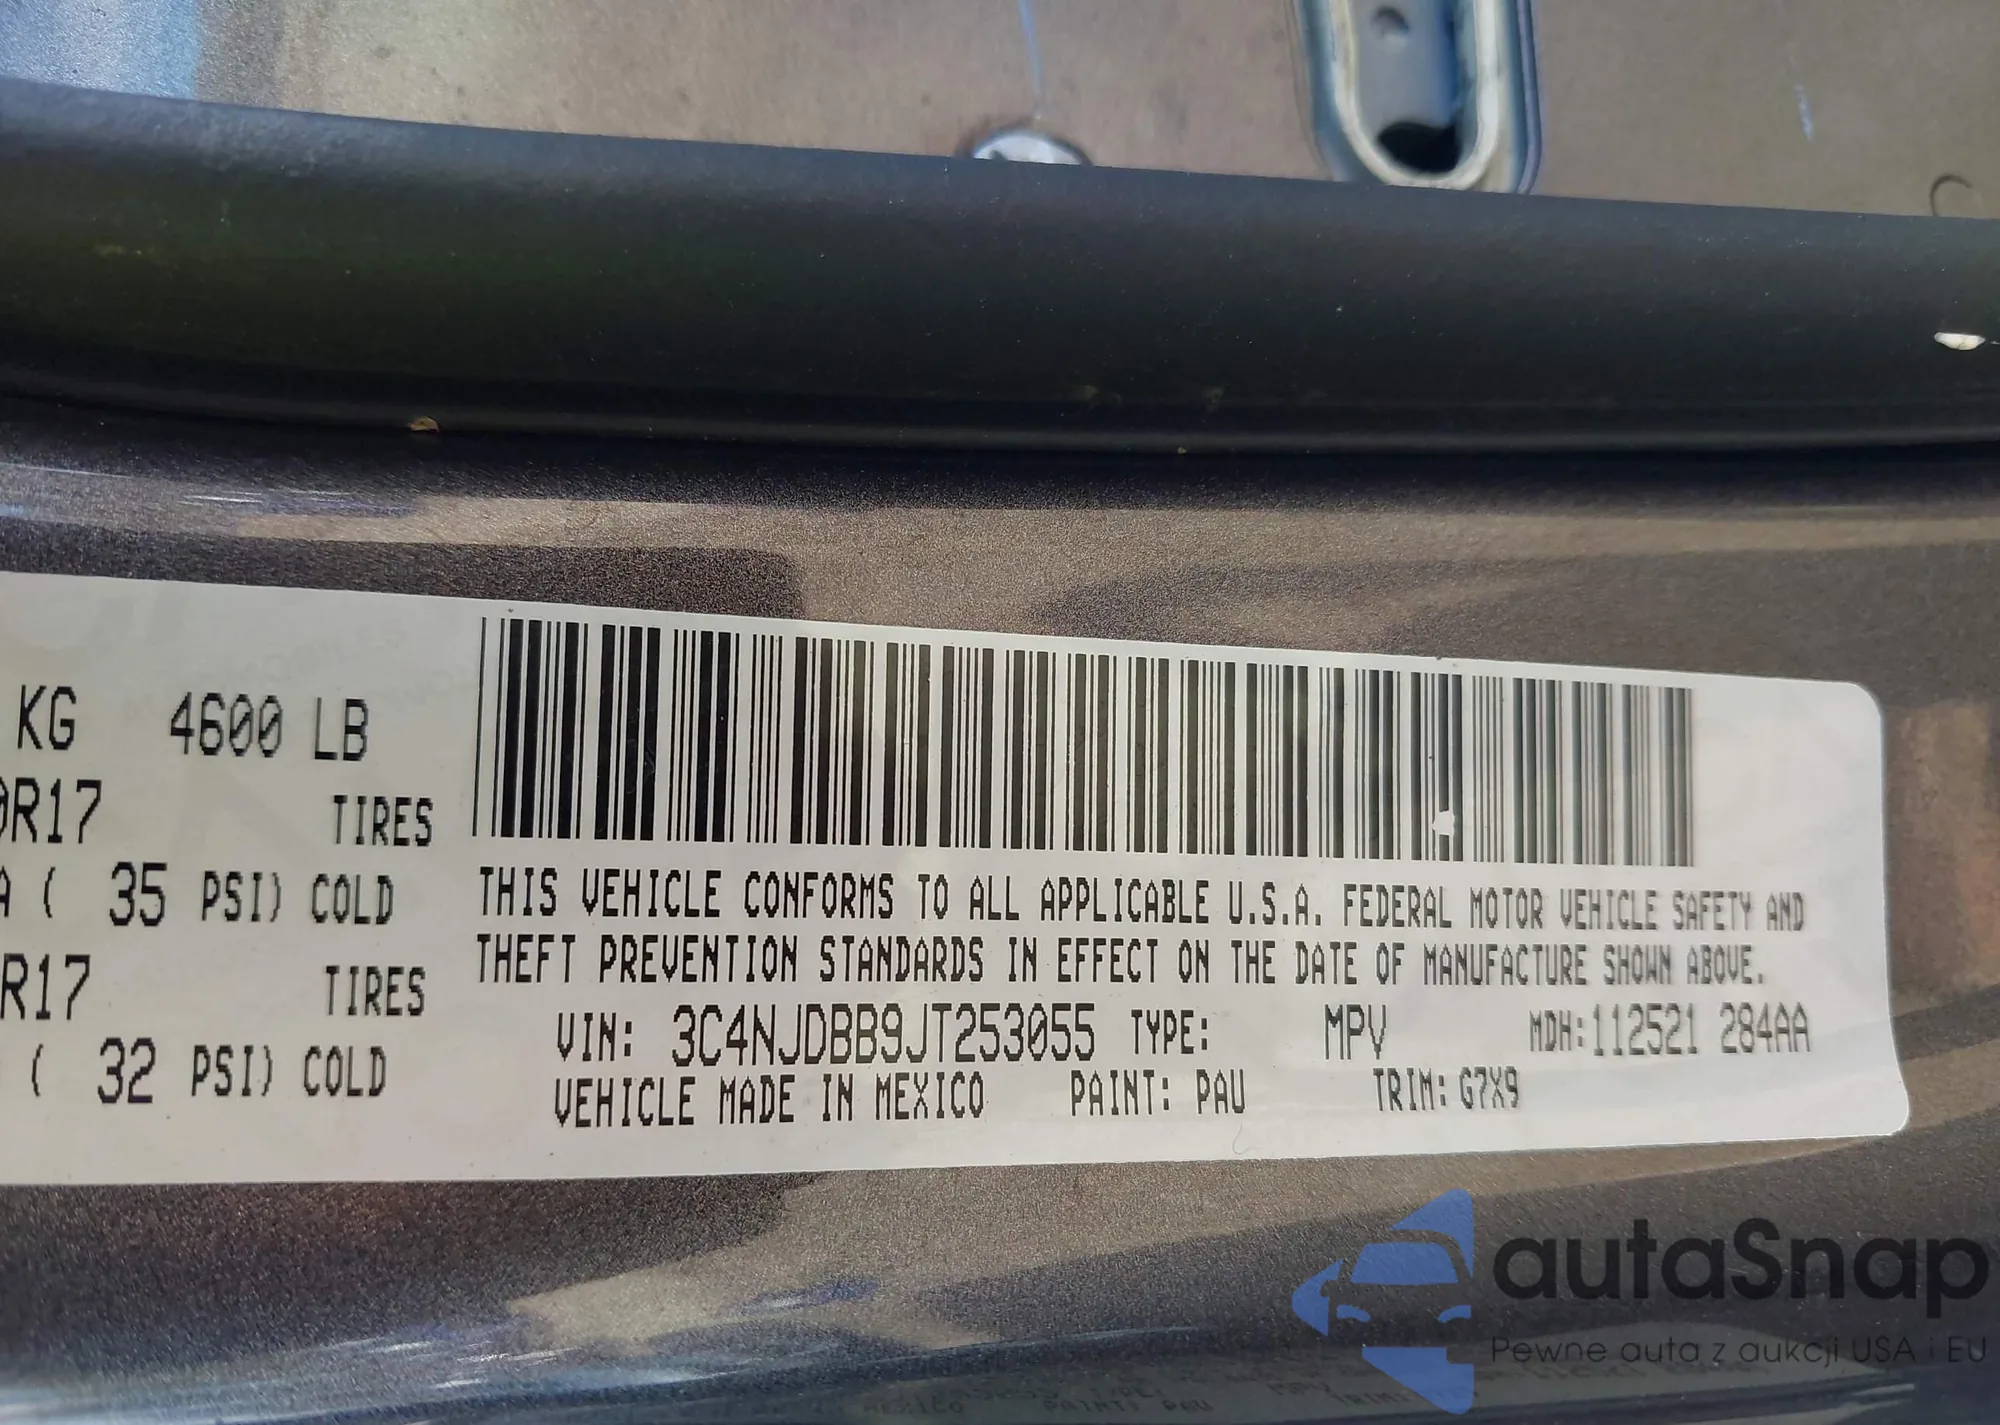 KG 4600 LB
0R17 TIRES
A ( 35 PSI) COLD
R17 TIRES
( 32 PSI) COLD
THIS VEHICLE CONFORMS TO ALL APPLICABLE U.S.A. FEDERAL MOTOR VEHICLE SAFETY AND
THEFT PREVENTION STANDARDS IN EFFECT ON THE DATE OF MANUFACTURE SHOWN ABOVE.
VIN: 3C4NJDBB9JT253055 TYPE: MPV MDH:112521 284AA
VEHICLE MADE IN MEXICO PAINT: PAU TRIM: G7X9
autaSnap
Pewne auta z aukcji USA i EU